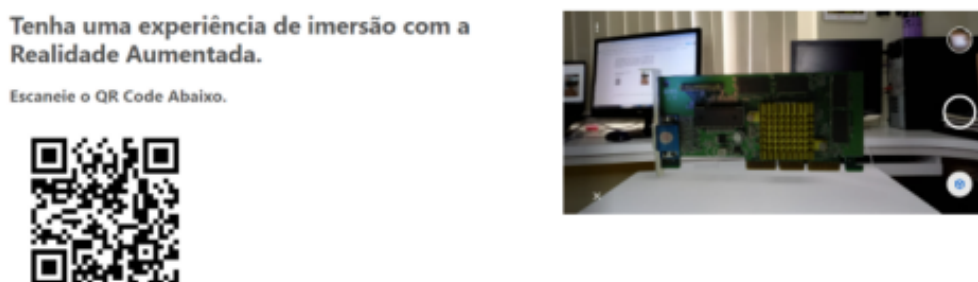 Tenha uma experiência de imersão com a
Realidade Aumentada.
Escaneie o QR Code Abaixo.